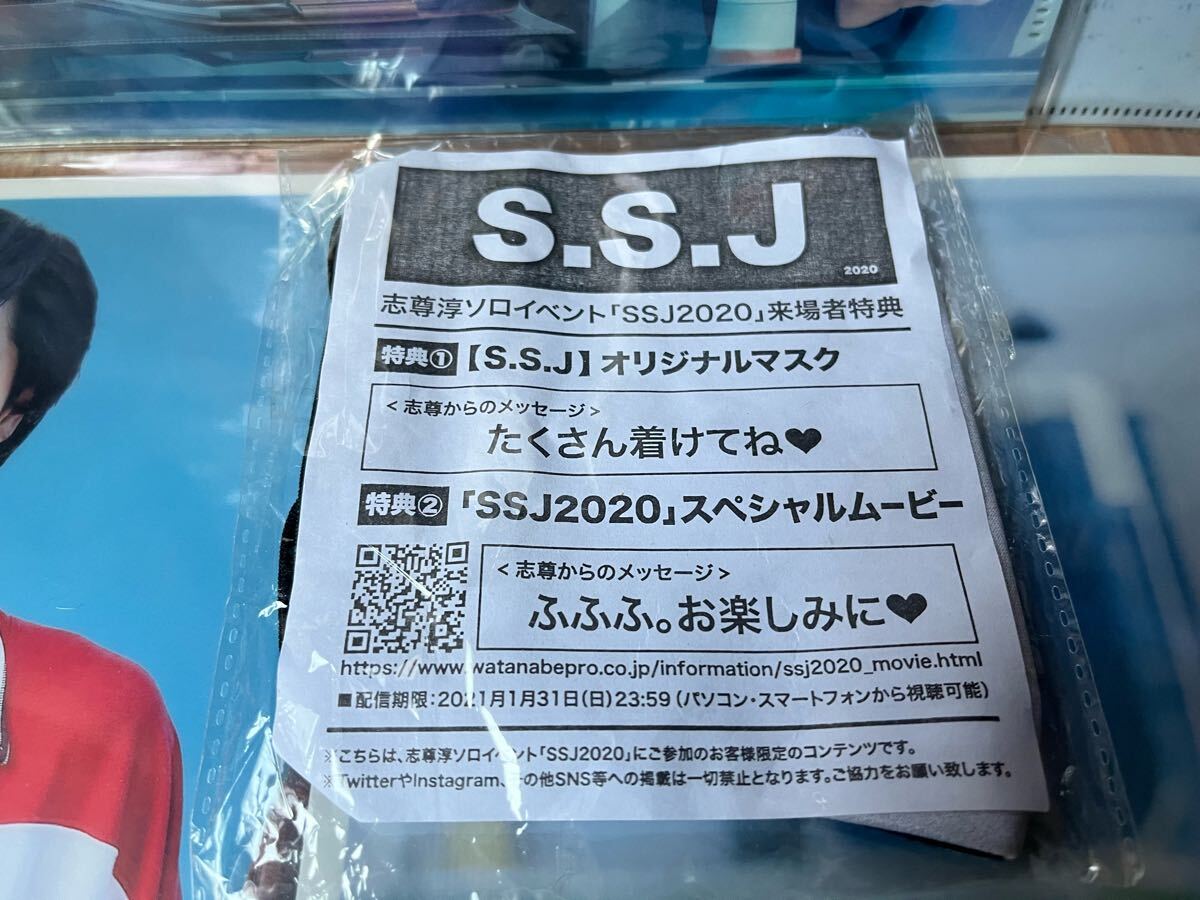 S.S.J
2020
志尊淳ソロイベント「SSJ2020」来場者特典
特典① 【S.S.J】オリジナルマスク
<志尊からのメッセージ>
たくさん着けてね♥
特典② 「SSJ2020」スペシャルムービー
<志尊からのメッセージ>
ふふふ。お楽しみに♥
https://www.watanabepro.co.jp/information/ssj2020_movie.html
■配信期限:2021年1月31日(日)23:59(パソコン・スマートフォンから視聴可能)
※こちらは、志尊淳ソロイベント「SSJ2020」にご参加のお客様限定のコンテンツです。
※TwitterやInstagram、その他SNS等への掲載は一切禁止となります。ご協力をお願い致します。